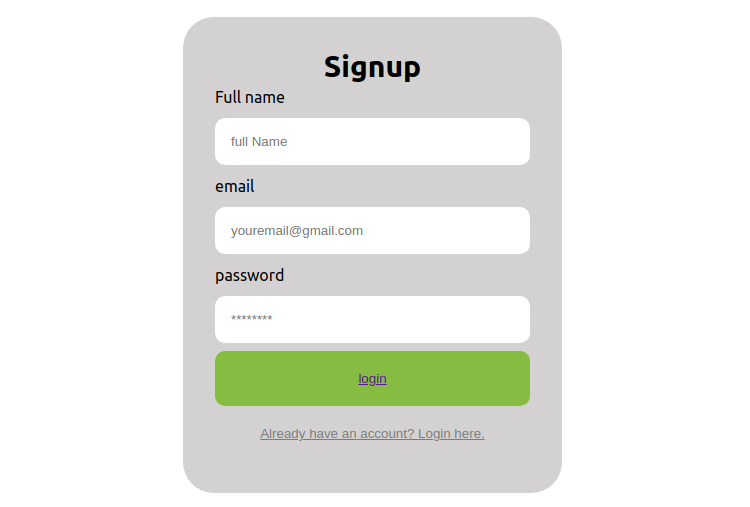 Signup
Full name
full Name
email
youremail@gmail.com
password
********
login
Already have an account? Login here.